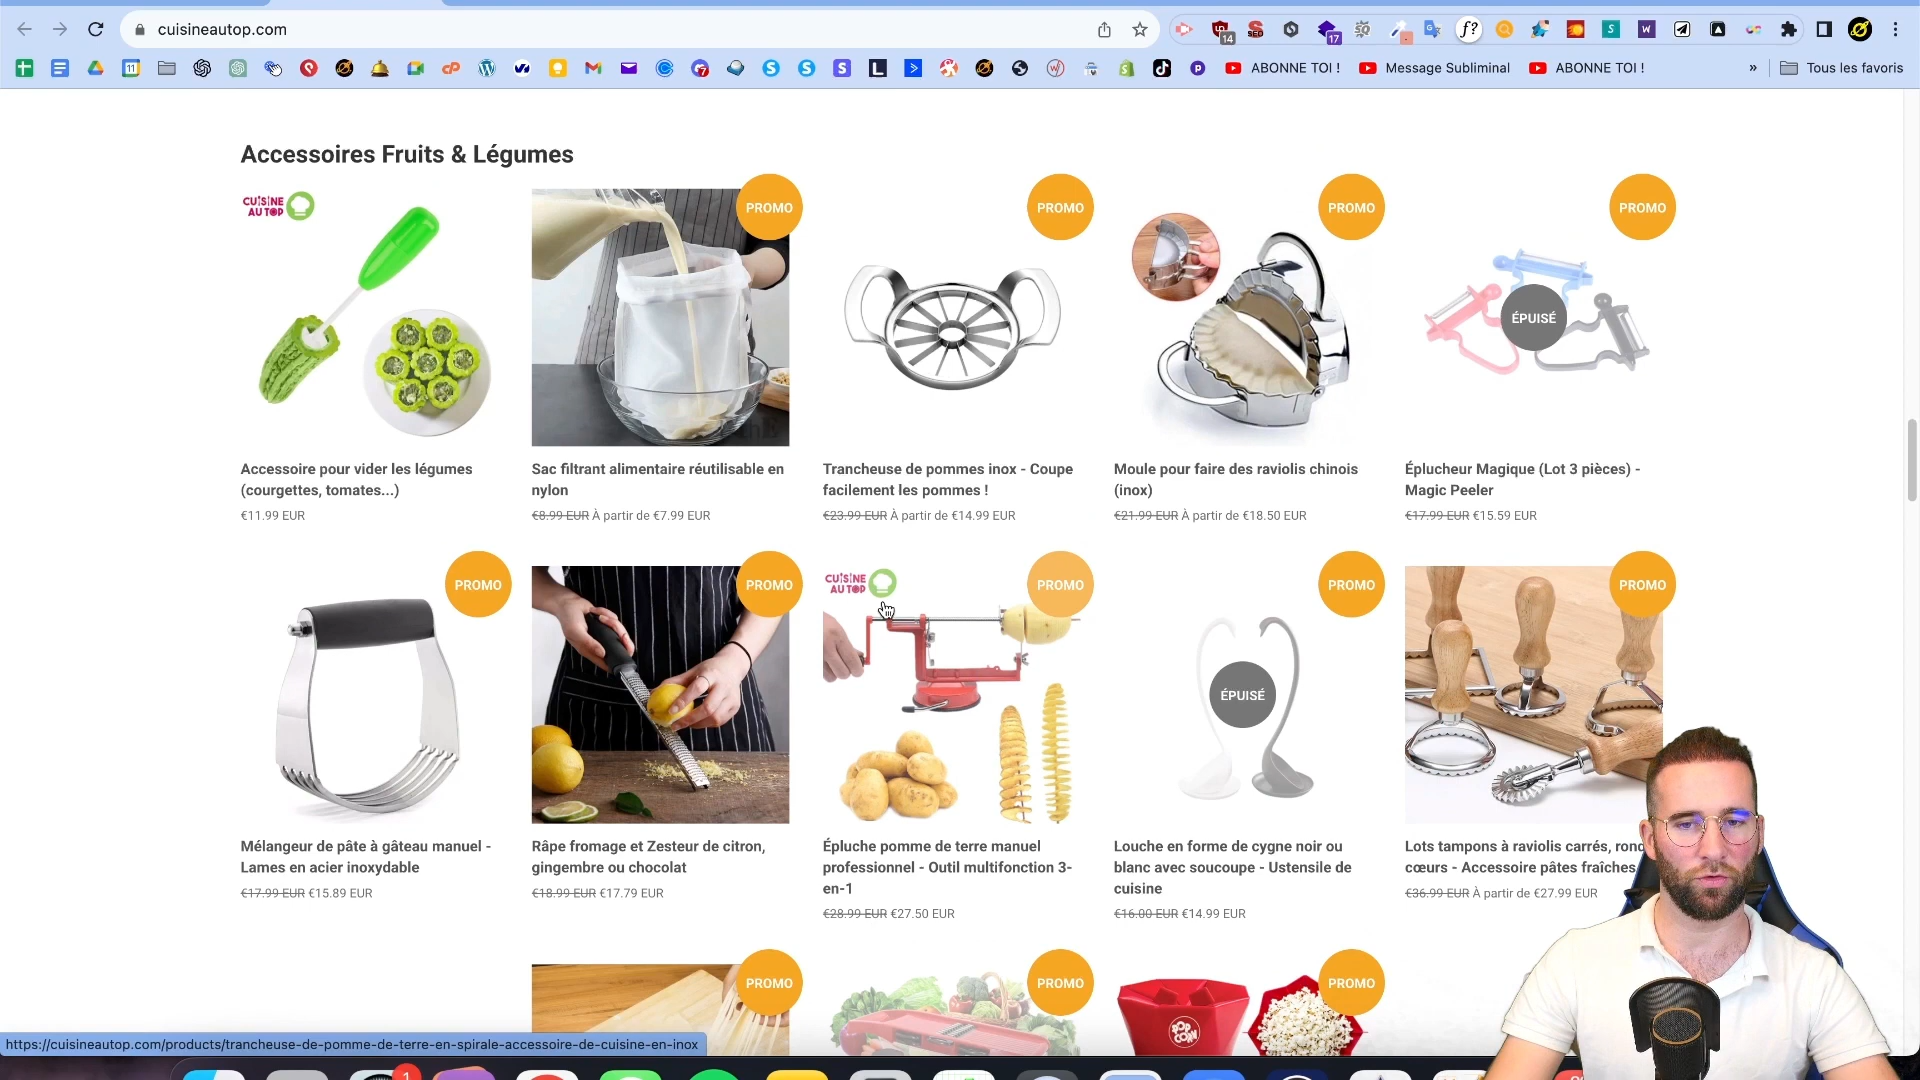 cuisineautop.com
14
17
f?
11
ABONNE TOI !
Message Subliminal
ABONNE TOI !
»
Tous les favoris
Accessoires Fruits & Légumes
CUISINE
AU TOP
PROMO
PROMO
PROMO
PROMO
ÉPUISÉ
Accessoire pour vider les légumes
(courgettes, tomates...)
€11.99 EUR
Sac filtrant alimentaire réutilisable en
nylon
€8.99 EUR À partir de €7.99 EUR
Trancheuse de pommes inox - Coupe
facilement les pommes !
€23.99 EUR À partir de €14.99 EUR
Moule pour faire des raviolis chinois
(inox)
€21.99 EUR À partir de €18.50 EUR
Éplucheur Magique (Lot 3 pièces) -
Magic Peeler
€17.99 EUR €15.59 EUR
PROMO
PROMO
CUISINE
AU TOP
PROMO
PROMO
PROMO
ÉPUISÉ
Mélangeur de pâte à gâteau manuel -
Lames en acier inoxydable
€17.99 EUR €15.89 EUR
Râpe fromage et Zesteur de citron,
gingembre ou chocolat
€18.99 EUR €17.79 EUR
Épluche pomme de terre manuel
professionnel - Outil multifonction 3-
en-1
€28.99 EUR €27.50 EUR
Louche en forme de cygne noir ou
blanc avec soucoupe - Ustensile de
cuisine
€16.00 EUR €14.99 EUR
Lots tampons à raviolis carrés, rond
cœurs - Accessoire pâtes fraîches
€36.99 EUR À partir de €27.99 EUR
PROMO
PROMO
PROMO
POP
CORN
https://cuisineautop.com/products/trancheuse-de-pomme-de-terre-en-spirale-accessoire-de-cuisine-en-inox
1